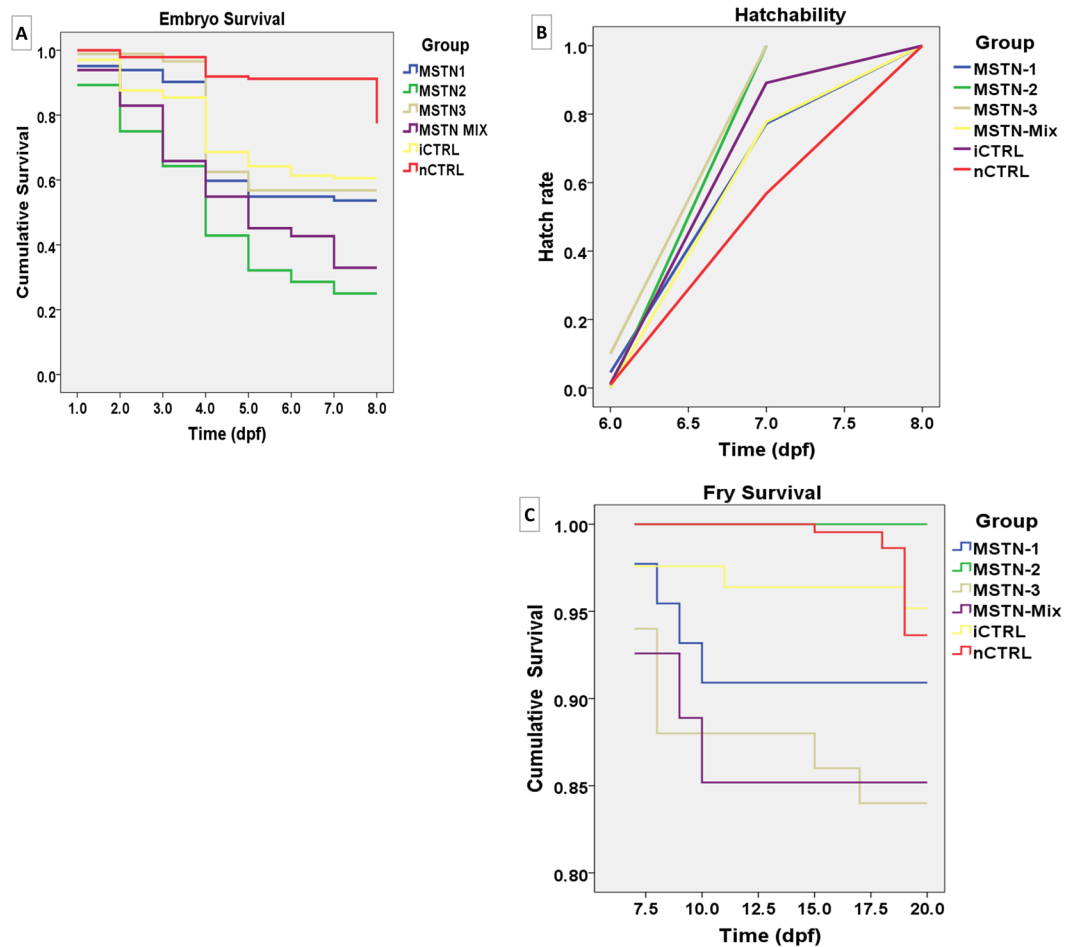 A
Embryo Survival
Cumulative Survival
1.0
0.8
0.6
0.4
0.2
0.0
1.0 2.0 3.0 4.0 5.0 6.0 7.0 8.0
Time (dpf)
Group
MSTN1
MSTN2
MSTN3
MSTN MIX
iCTRL
nCTRL
B
Hatchability
Hatch rate
1.0
0.8
0.6
0.4
0.2
0.0
6.0 6.5 7.0 7.5 8.0
Time (dpf)
Group
MSTN-1
MSTN-2
MSTN-3
MSTN-Mix
iCTRL
nCTRL
C
Fry Survival
Cumulative Survival
1.00
0.95
0.90
0.85
0.80
7.5 10.0 12.5 15.0 17.5 20.0
Time (dpf)
Group
MSTN-1
MSTN-2
MSTN-3
MSTN-Mix
iCTRL
nCTRL